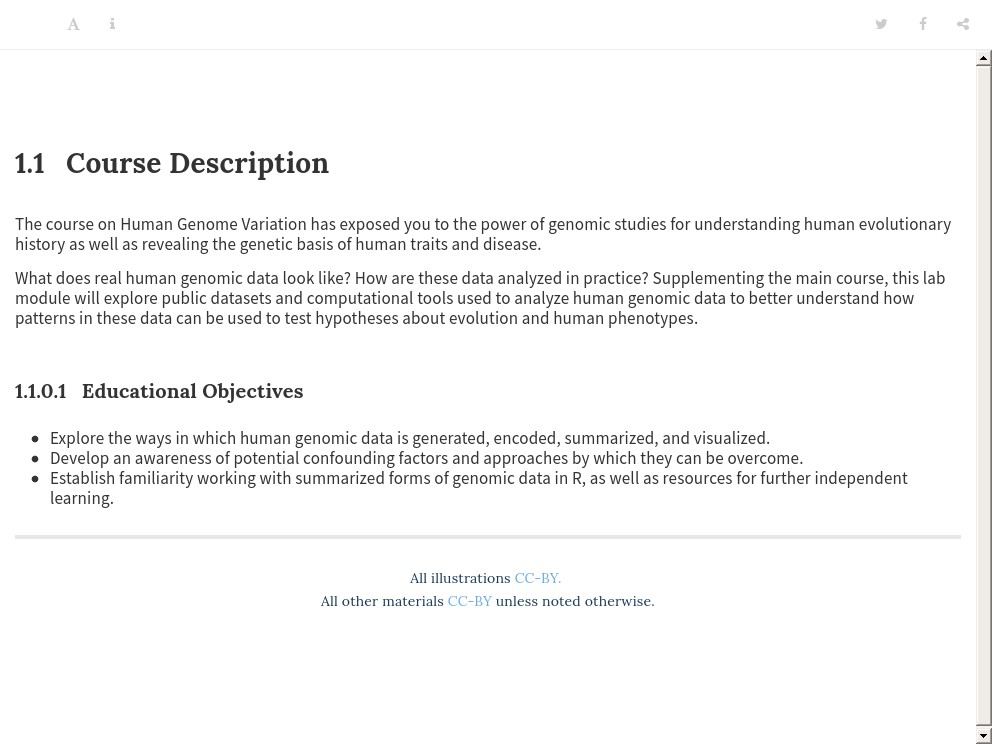 A i
1.1 Course Description
The course on Human Genome Variation has exposed you to the power of genomic studies for understanding human evolutionary
history as well as revealing the genetic basis of human traits and disease.
What does real human genomic data look like? How are these data analyzed in practice? Supplementing the main course, this lab
module will explore public datasets and computational tools used to analyze human genomic data to better understand how
patterns in these data can be used to test hypotheses about evolution and human phenotypes.
1.1.0.1 Educational Objectives
• Explore the ways in which human genomic data is generated, encoded, summarized, and visualized.
• Develop an awareness of potential confounding factors and approaches by which they can be overcome.
• Establish familiarity working with summarized forms of genomic data in R, as well as resources for further independent
learning.
All illustrations CC-BY.
All other materials CC-BY unless noted otherwise.